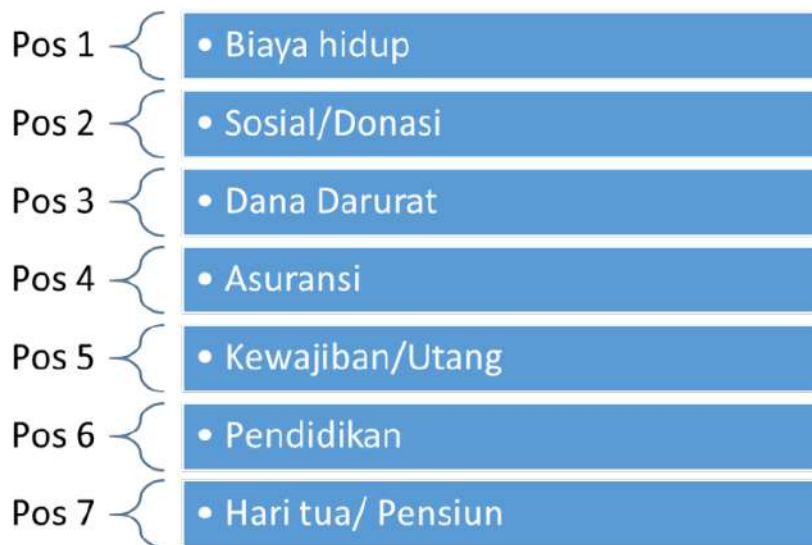 Pos 1 • Biaya hidup
Pos 2 • Sosial/Donasi
Pos 3 • Dana Darurat
Pos 4 • Asuransi
Pos 5 • Kewajiban/Utang
Pos 6 • Pendidikan
Pos 7 • Hari tua/ Pensiun